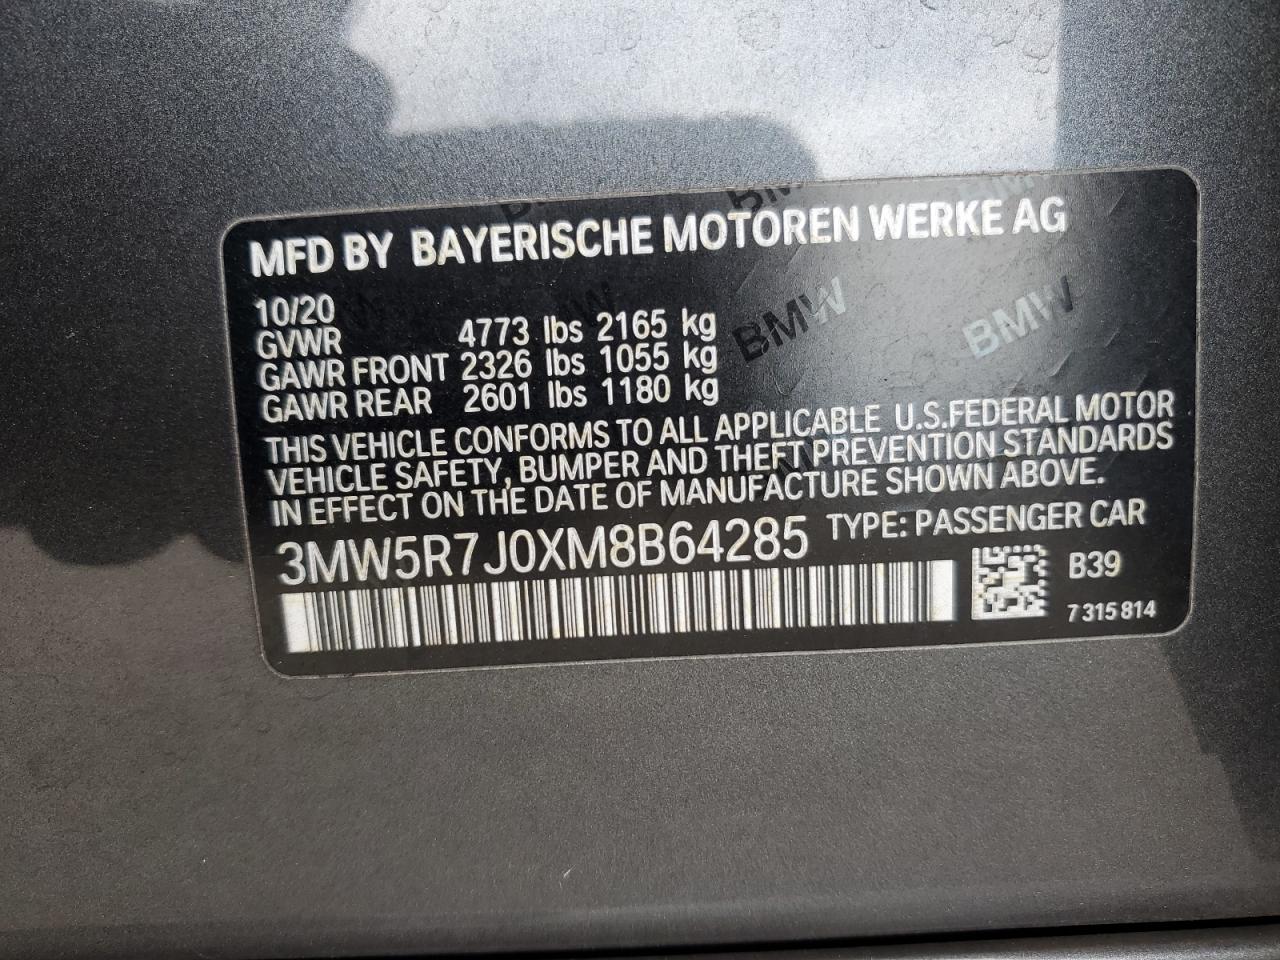 MFD BY BAYERISCHE MOTOREN WERKE AG
10/20
GVWR 4773 lbs 2165 kg
GAWR FRONT 2326 lbs 1055 kg
GAWR REAR 2601 lbs 1180 kg
THIS VEHICLE CONFORMS TO ALL APPLICABLE U.S.FEDERAL MOTOR
VEHICLE SAFETY, BUMPER AND THEFT PREVENTION STANDARDS
IN EFFECT ON THE DATE OF MANUFACTURE SHOWN ABOVE.
3MW5R7J0XM8B64285 TYPE: PASSENGER CAR
B39
7 315 814
BMW
BMW